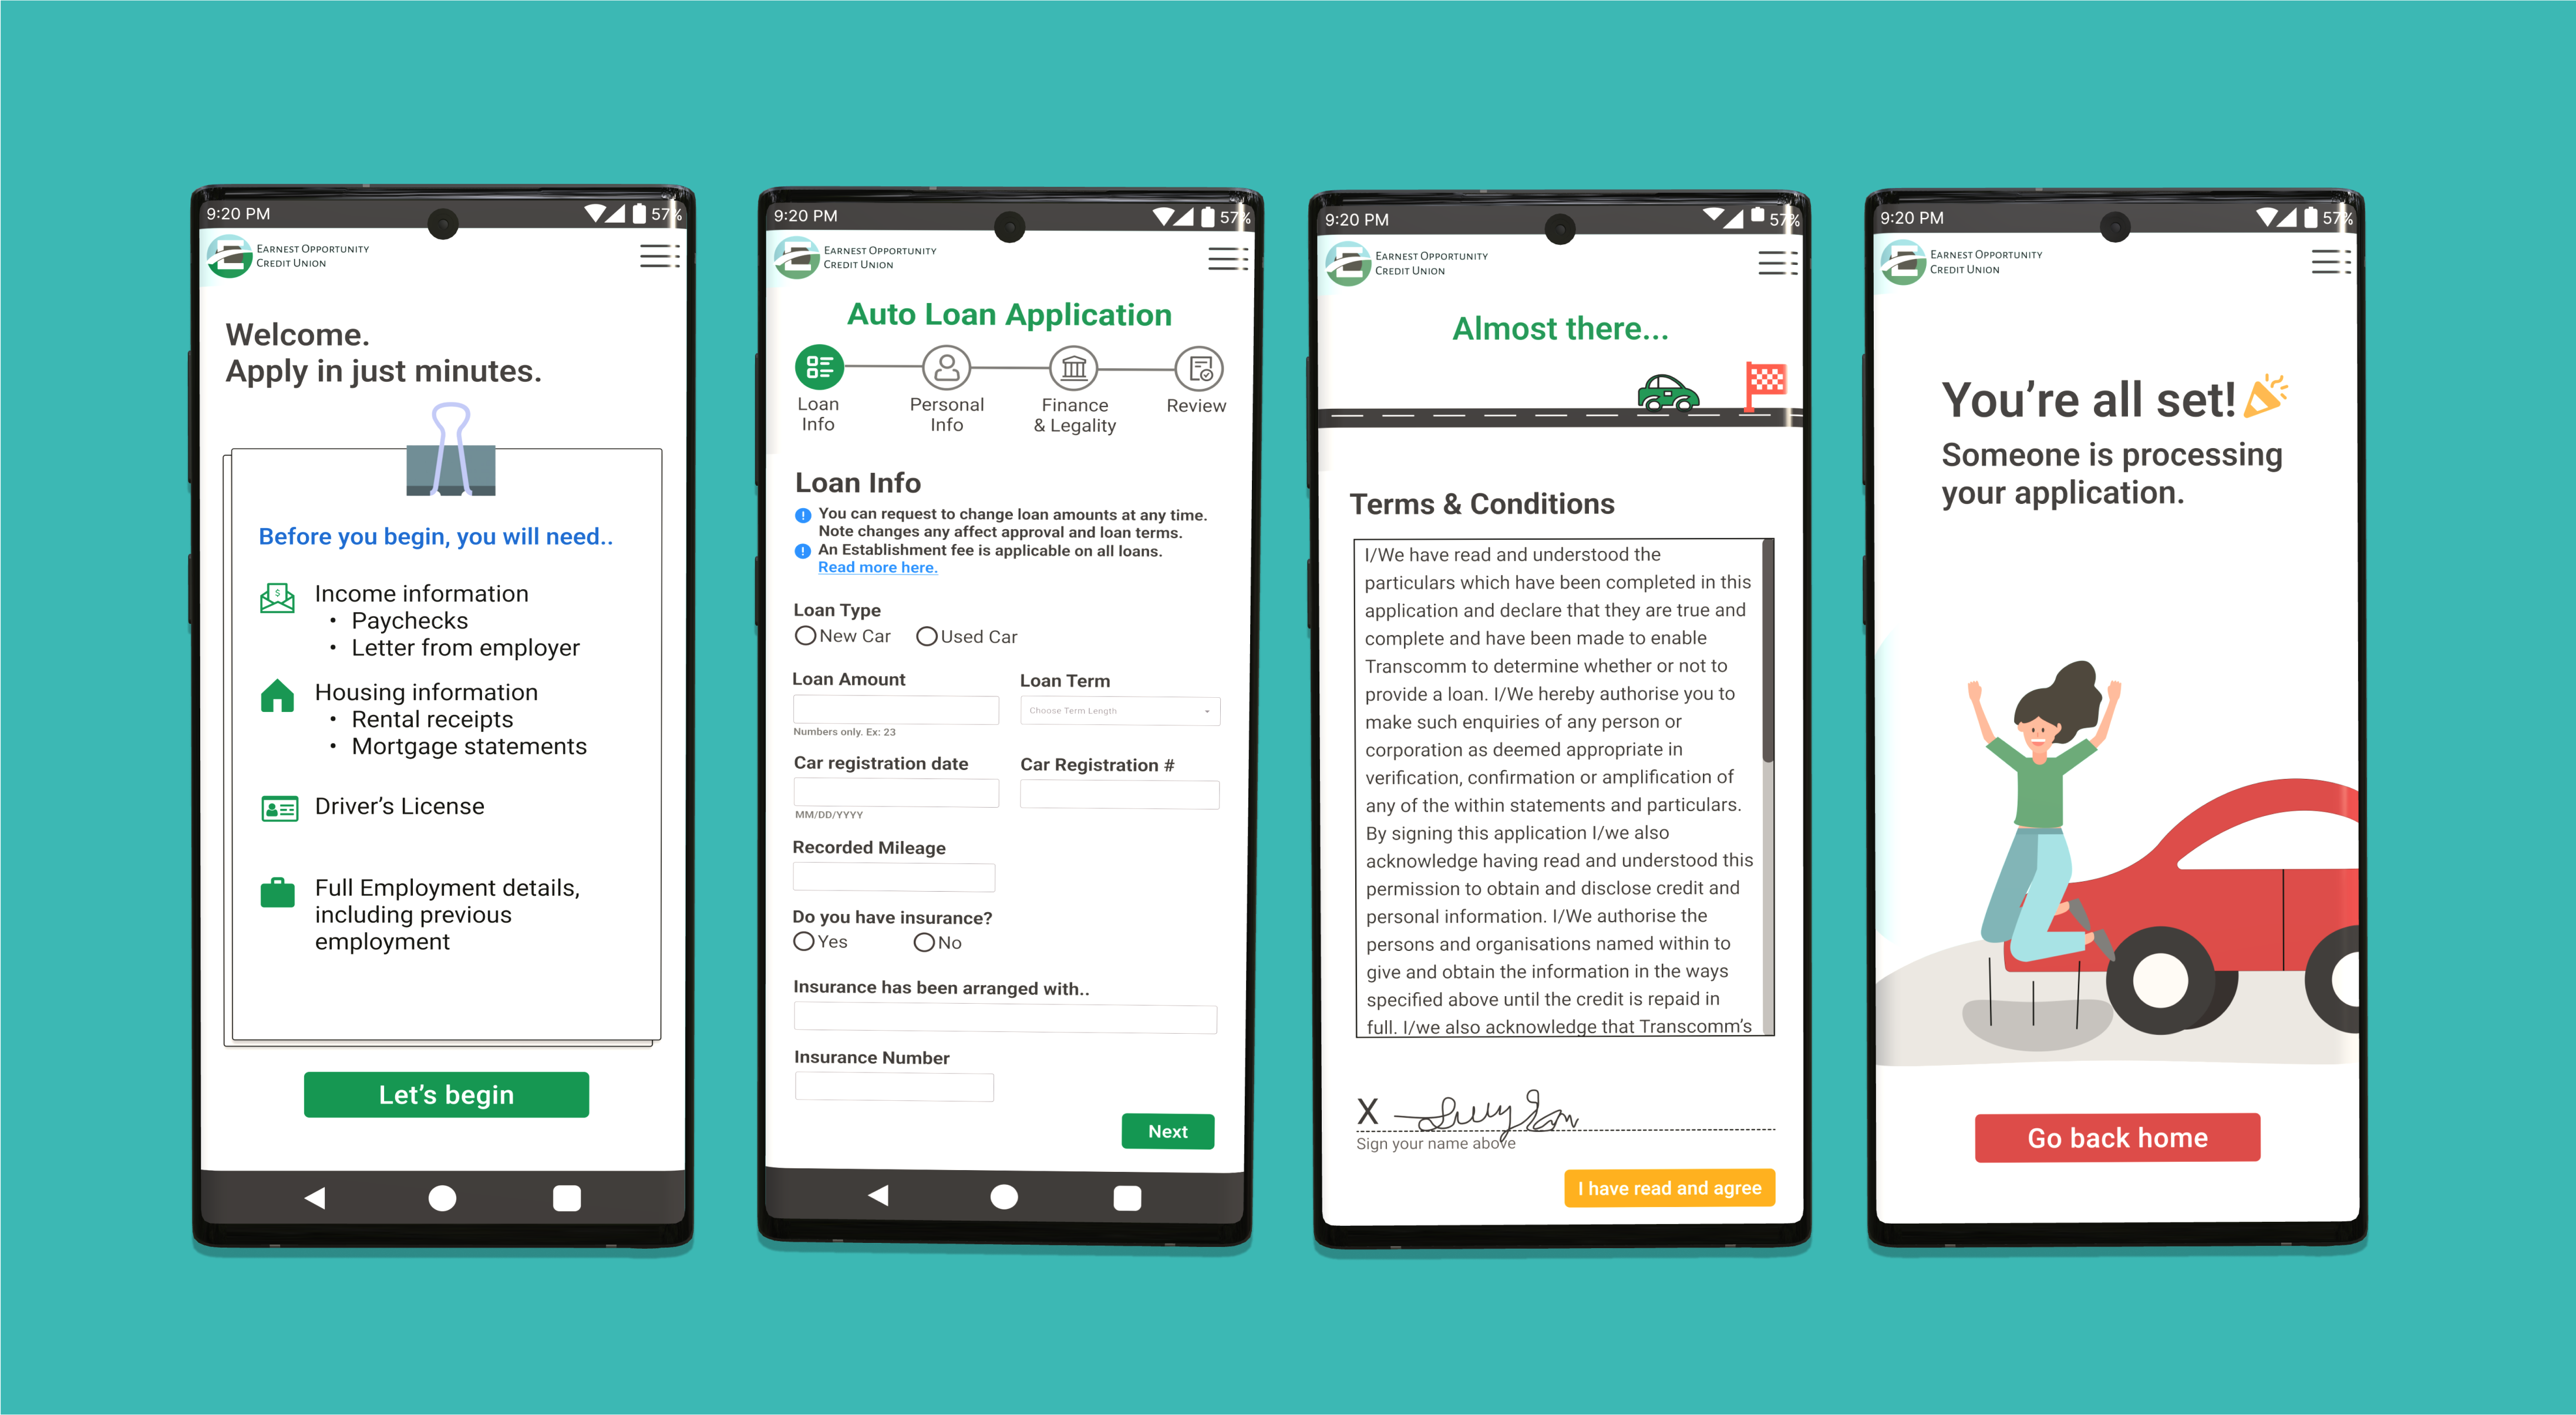 9:20 PM
57%
EARNEST OPPORTUNITY
CREDIT UNION
Welcome.
Apply in just minutes.
Before you begin, you will need..
$
Income information
• Paychecks
• Letter from employer
Housing information
• Rental receipts
• Mortgage statements
Driver's License
Full Employment details,
including previous
employment
Let's begin
9:20 PM
57%
EARNEST OPPORTUNITY
CREDIT UNION
Auto Loan Application
Loan
Info
Personal
Info
Finance
& Legality
Review
Loan Info
You can request to change loan amounts at any time.
Note changes any affect approval and loan terms.
An Establishment fee is applicable on all loans.
Read more here.
Loan Type
New Car
Used Car
Loan Amount
Loan Term
Choose Term Length
Numbers only. Ex: 23
Car registration date
Car Registration #
MM/DD/YYYY
Recorded Mileage
Do you have insurance?
Yes
No
Insurance has been arranged with..
Insurance Number
Next
9:20 PM
57%
EARNEST OPPORTUNITY
CREDIT UNION
Almost there...
Terms & Conditions
I/We have read and understood the
particulars which have been completed in this
application and declare that they are true and
complete and have been made to enable
Transcomm to determine whether or not to
provide a loan. I/We hereby authorise you to
make such enquiries of any person or
corporation as deemed appropriate in
verification, confirmation or amplification of
any of the within statements and particulars.
By signing this application I/we also
acknowledge having read and understood this
permission to obtain and disclose credit and
personal information. I/We authorise the
persons and organisations named within to
give and obtain the information in the ways
specified above until the credit is repaid in
full. I/we also acknowledge that Transcomm's
X
Sign your name above
I have read and agree
9:20 PM
57%
EARNEST OPPORTUNITY
CREDIT UNION
You're all set!
Someone is processing
your application.
Go back home